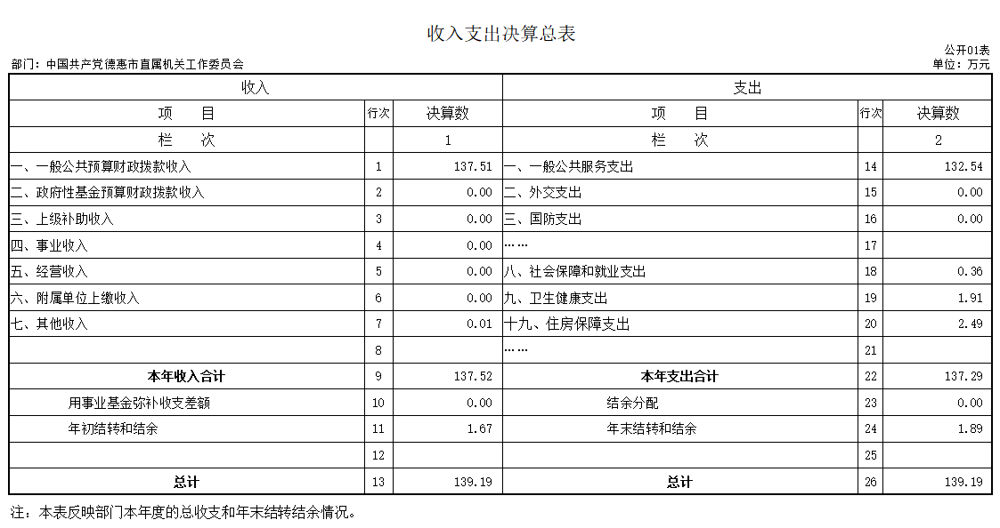 收入支出决算总表
公开01表
部门：中国共产党德惠市直属机关工作委员会 单位：万元
收入 支出
项 目 行次 决算数 项 目 行次 决算数
栏 次 1 栏 次 2
一、一般公共预算财政拨款收入 1 137.51 一、一般公共服务支出 14 132.54
二、政府性基金预算财政拨款收入 2 0.00 二、外交支出 15 0.00
三、上级补助收入 3 0.00 三、国防支出 16 0.00
四、事业收入 4 0.00 …… 17
五、经营收入 5 0.00 八、社会保障和就业支出 18 0.36
六、附属单位上缴收入 6 0.00 九、卫生健康支出 19 1.91
七、其他收入 7 0.01 十九、住房保障支出 20 2.49
8 …… 21
本年收入合计 9 137.52 本年支出合计 22 137.29
用事业基金弥补收支差额 10 0.00 结余分配 23 0.00
年初结转和结余 11 1.67 年末结转和结余 24 1.89
12 25
总计 13 139.19 总计 26 139.19
注：本表反映部门本年度的总收支和年末结转结余情况。